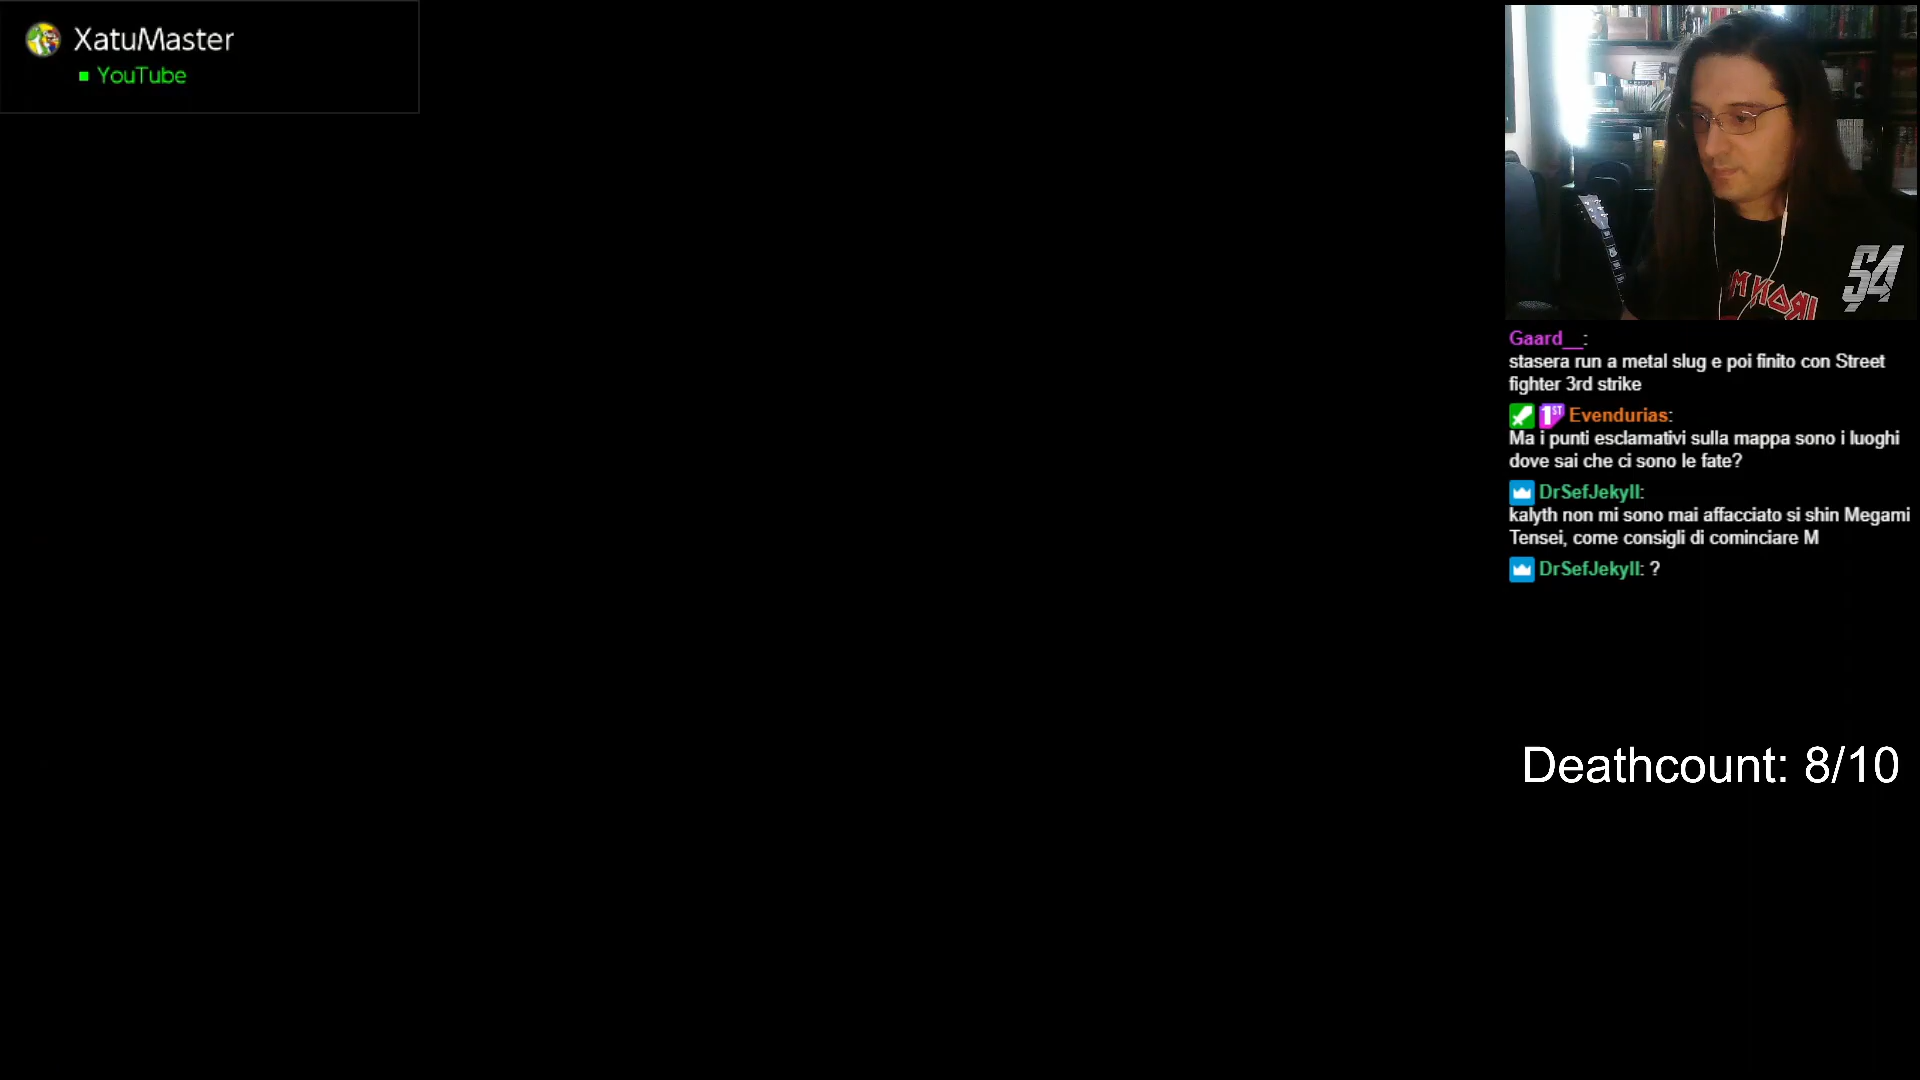 XatuMaster
YouTube
54
Gaard__:
stasera run a metal slug e poi finito con Street
fighter 3rd strike
1ST Evendurias:
Ma i punti esclamativi sulla mappa sono i luoghi
dove sai che ci sono le fate?
DrSefJekyll:
kalyth non mi sono mai affacciato si shin Megami
Tensei, come consigli di cominciare M
DrSefJekyll: ?
Deathcount: 8/10